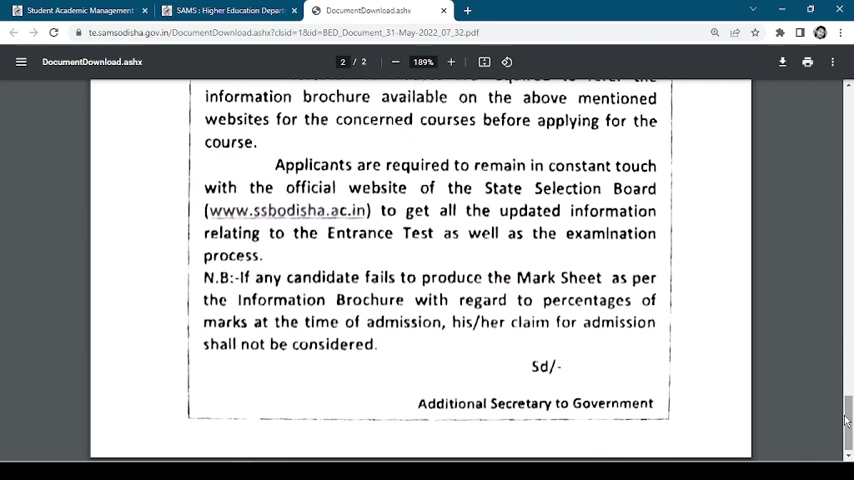 Student Academic Management
SAMS : Higher Education Depart
DocumentDownload.ashx
te.samsodisha.gov.in/DocumentDownload.ashx?clsid=1&id=BED_Document_31-May-2022_07_32.pdf
DocumentDownload.ashx
2 / 2
189%
required to refer the
information brochure available on the above mentioned
websites for the concerned courses before applying for the
course.
Applicants are required to remain in constant touch
with the official website of the State Selection Board
(www.ssbodisha.ac.in) to get all the updated information
relating to the Entrance Test as well as the examination
process.
N.B:-If any candidate fails to produce the Mark Sheet as per
the Information Brochure with regard to percentages of
marks at the time of admission, his/her claim for admission
shall not be considered.
Sd/-
Additional Secretary to Government